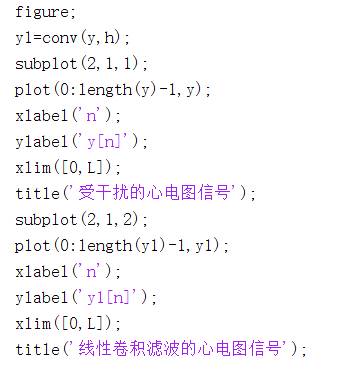 figure;
y1=conv(y,h);
subplot(2,1,1);
plot(0:length(y)-1,y);
xlabel('n');
ylabel('y[n]');
xlim([0,L]);
title('受干扰的心电图信号');
subplot(2,1,2);
plot(0:length(y1)-1,y1);
xlabel('n');
ylabel('y1[n]');
xlim([0,L]);
title('线性卷积滤波的心电图信号');